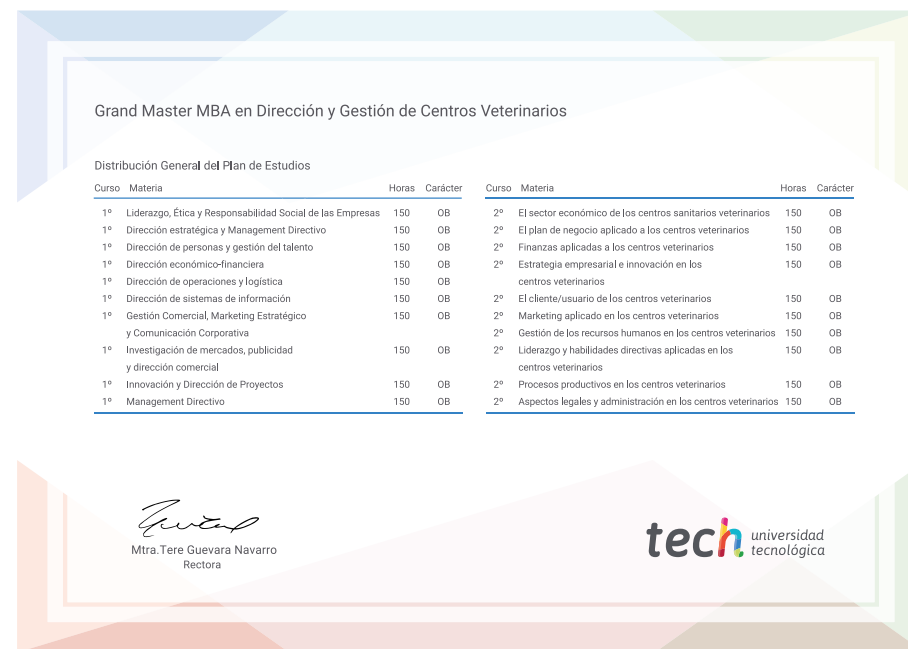 Grand Master MBA en Dirección y Gestión de Centros Veterinarios
Distribución General del Plan de Estudios
Curso Materia Horas Carácter
1º Liderazgo, Ética y Responsabilidad Social de las Empresas 150 OB
1º Dirección estratégica y Management Directivo 150 OB
1º Dirección de personas y gestión del talento 150 OB
1º Dirección económico-financiera 150 OB
1º Dirección de operaciones y logística 150 OB
1º Dirección de sistemas de información 150 OB
1º Gestión Comercial, Marketing Estratégico 150 OB
y Comunicación Corporativa
1º Investigación de mercados, publicidad 150 OB
y dirección comercial
1º Innovación y Dirección de Proyectos 150 OB
1º Management Directivo 150 OB
Curso Materia Horas Carácter
2º El sector económico de los centros sanitarios veterinarios 150 OB
2º El plan de negocio aplicado a los centros veterinarios 150 OB
2º Finanzas aplicadas a los centros veterinarios 150 OB
2º Estrategia empresarial e innovación en los 150 OB
centros veterinarios
2º El cliente/usuario de los centros veterinarios 150 OB
2º Marketing aplicado en los centros veterinarios 150 OB
2º Gestión de los recursos humanos en los centros veterinarios 150 OB
2º Liderazgo y habilidades directivas aplicadas en los 150 OB
centros veterinarios
2º Procesos productivos en los centros veterinarios 150 OB
2º Aspectos legales y administración en los centros veterinarios 150 OB
Mtra.Tere Guevara Navarro
Rectora
tech universidad
tecnológica